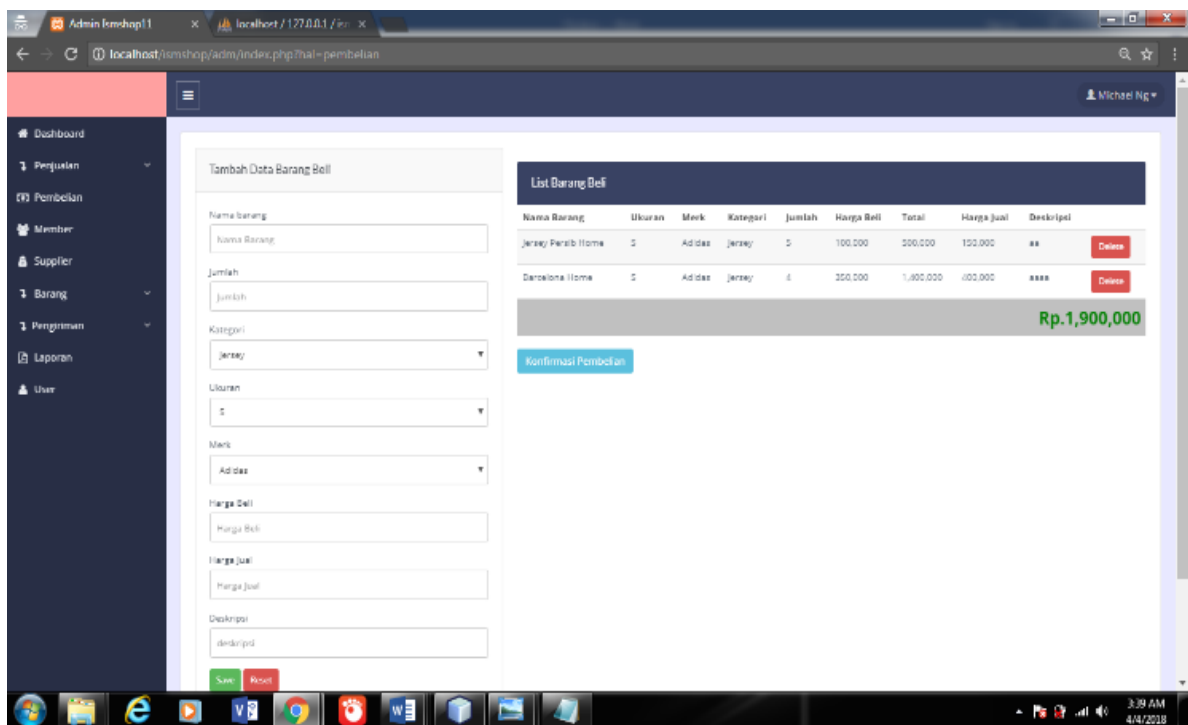 Admin Ismshop11
localhost / 127.0.0.1 /
localhost/ismshop/adm/index.php?hal=pembelian
Michael Ng
Dashboard
Penjualan
Pembelian
Member
Supplier
Barang
Pengiriman
Laporan
User
Tambah Data Barang Beli
Nama barang
Nama Barang
Jumlah
Jumlah
Kategori
Jersey
Ukuran
S
Merk
Adidas
Harga Beli
Harga Beli
Harga Jual
Harga Jual
Deskripsi
deskripsi
Save Reset
List Barang Beli
Nama Barang Ukuran Merk Kategori Jumlah Harga Beli Total Harga Jual Deskripsi
Jersey Persib Home S Adidas Jersey 5 100,000 500,000 150,000 aa Delete
Barcelona Home S Adidas Jersey 4 350,000 1,400,000 400,000 aaaa Delete
Rp.1,900,000
Konfirmasi Pembelian
3:39 AM
4/4/2018